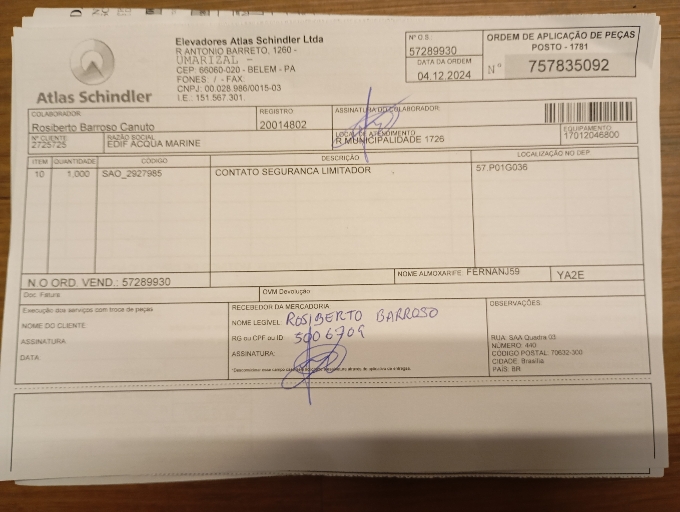 Elevadores Atlas Schindler Ltda
R ANTONIO BARRETO, 1260 -
UMARIZAL -
CEP: 66060-020 - BELEM - PA
FONES: / - FAX:
CNPJ: 00.028.986/0015-03
I.E.: 151.567.301.
Atlas Schindler
Nº O.S.:
57289930
DATA DA ORDEM
04.12.2024
ORDEM DE APLICAÇÃO DE PEÇAS
POSTO - 1781
Nº 757835092
COLABORADOR
Rosiberto Barroso Canuto
REGISTRO
20014802
ASSINATURA DO COLABORADOR
Nº CLIENTE
2725725
RAZÃO SOCIAL
EDIF ACQUA MARINE
LOCAL DE ATENDIMENTO
R MUNICIPALIDADE 1726
EQUIPAMENTO
17012046800
ITEM QUANTIDADE CÓDIGO DESCRIÇÃO LOCALIZAÇÃO NO DEP.
10 1,000 SAO_2927985 CONTATO SEGURANCA LIMITADOR 57.P01G036
N.O ORD. VEND.: 57289930
NOME ALMOXARIFE: FERNANJ59 YA2E
Doc. Fatura
OVM Devolução
Execução dos serviços com troca de peças
NOME DO CLIENTE:
ASSINATURA
DATA
RECEBEDOR DA MERCADORIA
NOME LEGÍVEL: ROSIBERTO BARROSO
RG ou CPF ou ID 5006709
ASSINATURA:
OBSERVAÇÕES:
RUA: SAA Quadra 03
NÚMERO: 440
CÓDIGO POSTAL: 70632-300
CIDADE: Brasília
PAÍS: BR